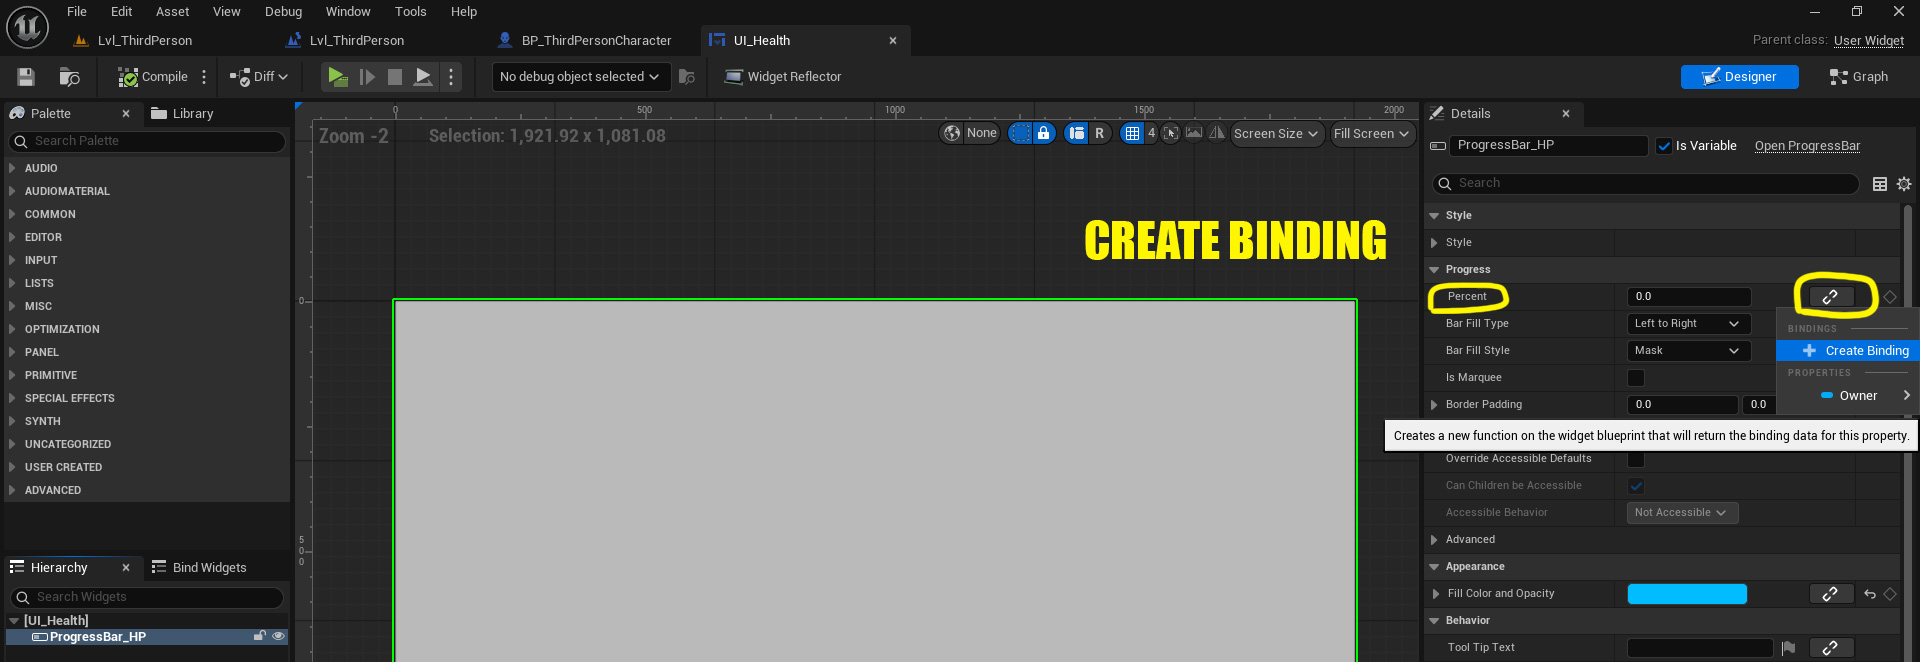 File Edit Asset View Debug Window Tools Help
Lvl_ThirdPerson Lvl_ThirdPerson BP_ThirdPersonCharacter UI_Health Parent class: User Widget
Compile Diff No debug object selected Widget Reflector Designer Graph
Palette Library
Search Palette
AUDIO
AUDIOMATERIAL
COMMON
EDITOR
INPUT
LISTS
MISC
OPTIMIZATION
PANEL
PRIMITIVE
SPECIAL EFFECTS
SYNTH
UNCATEGORIZED
USER CREATED
ADVANCED
Hierarchy Bind Widgets
Search Widgets
[UI_Health]
ProgressBar_HP
0 500 1000 1500 2000
Zoom -2 Selection: 1,921.92 x 1,081.08 None R 4 Screen Size Fill Screen
CREATE BINDING
0
500
Details
ProgressBar_HP Is Variable Open ProgressBar
Search
Style
Style
Progress
Percent 0.0
Bar Fill Type Left to Right
Bar Fill Style Mask
Is Marquee
Border Padding 0.0 0.0
BINDINGS
Create Binding
PROPERTIES
Owner
Creates a new function on the widget blueprint that will return the binding data for this property.
Override Accessible Defaults
Can Children be Accessible
Accessible Behavior Not Accessible
Advanced
Appearance
Fill Color and Opacity
Behavior
Tool Tip Text